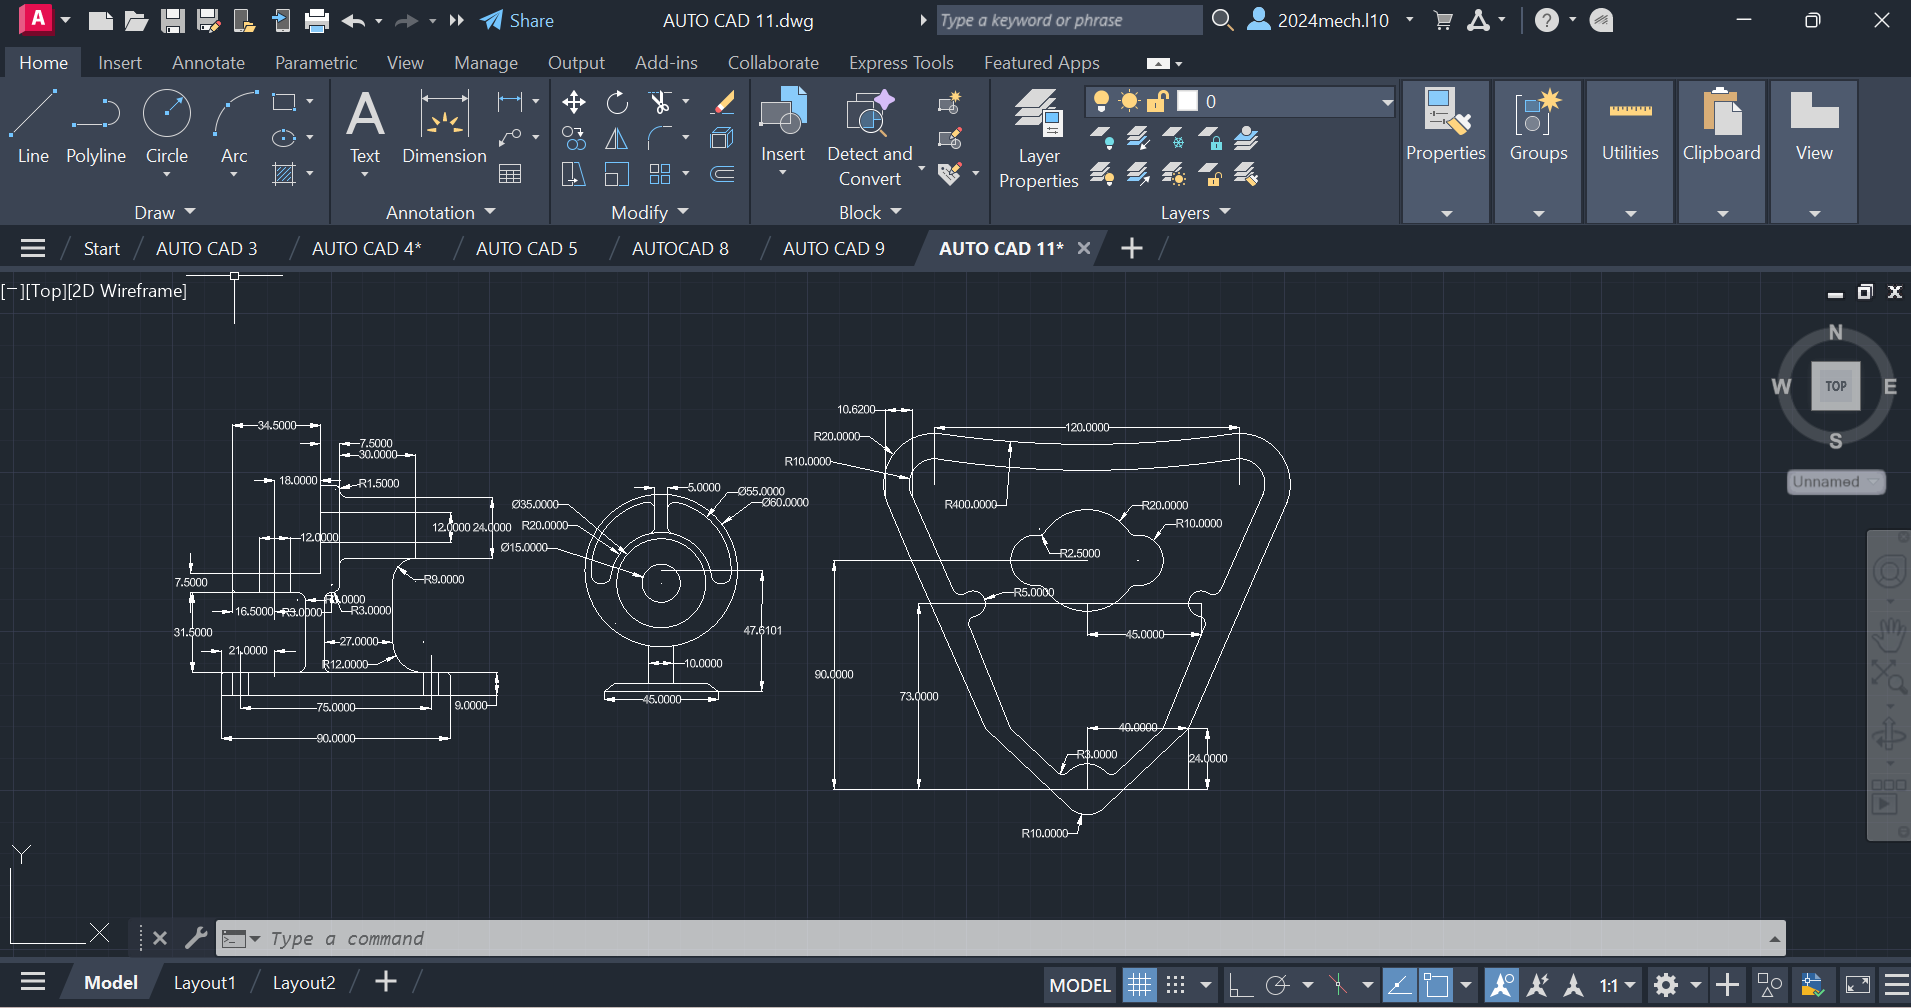 A
Share
AUTO CAD 11.dwg
Type a keyword or phrase
2024mech.l10
?
Home Insert Annotate Parametric View Manage Output Add-ins Collaborate Express Tools Featured Apps
Line Polyline Circle Arc
A
Text Dimension
Insert
Detect and
Convert
Layer
Properties
0
Properties Groups Utilities Clipboard View
Draw Annotation Modify Block Layers
Start AUTO CAD 3 AUTO CAD 4* AUTO CAD 5 AUTOCAD 8 AUTO CAD 9 AUTO CAD 11*
[−][Top][2D Wireframe]
N
W TOP E
S
Unnamed
34.5000
7.5000
30.0000
18.0000
R1.5000
12.0000
24.0000
12.0000
7.5000
R9.0000
16.5000
R3.0000
R3.0000
31.5000
27.0000
21.0000
R12.0000
75.0000
9.0000
90.0000
5.0000
Ø55.0000
Ø60.0000
Ø35.0000
R20.0000
Ø15.0000
47.6101
10.0000
45.0000
10.6200
R20.0000
120.0000
R10.0000
R400.0000
R20.0000
R10.0000
R2.5000
R5.0000
45.0000
90.0000
73.0000
40.0000
R3.0000
24.0000
R10.0000
Y
X
Type a command
Model Layout1 Layout2
MODEL
1:1